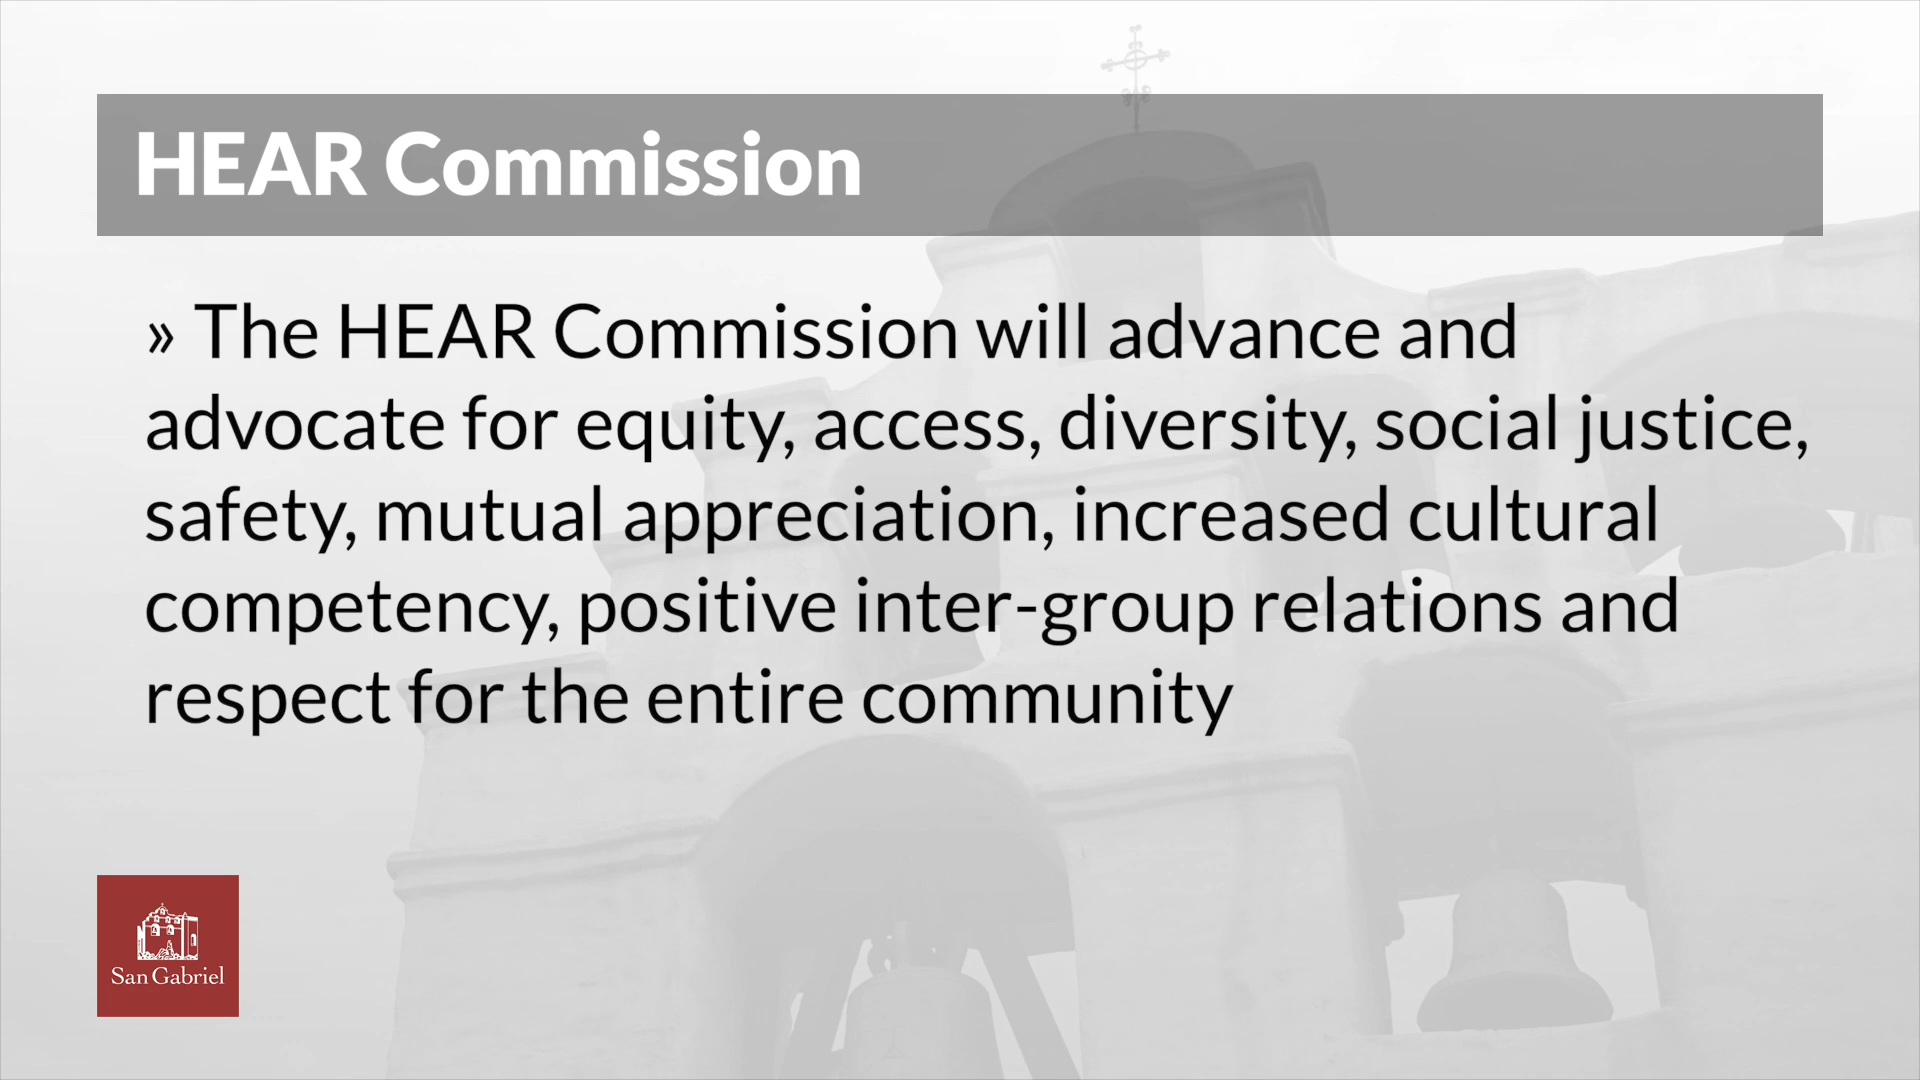 HEAR Commission
» The HEAR Commission will advance and
advocate for equity, access, diversity, social justice,
safety, mutual appreciation, increased cultural
competency, positive inter-group relations and
respect for the entire community
San Gabriel